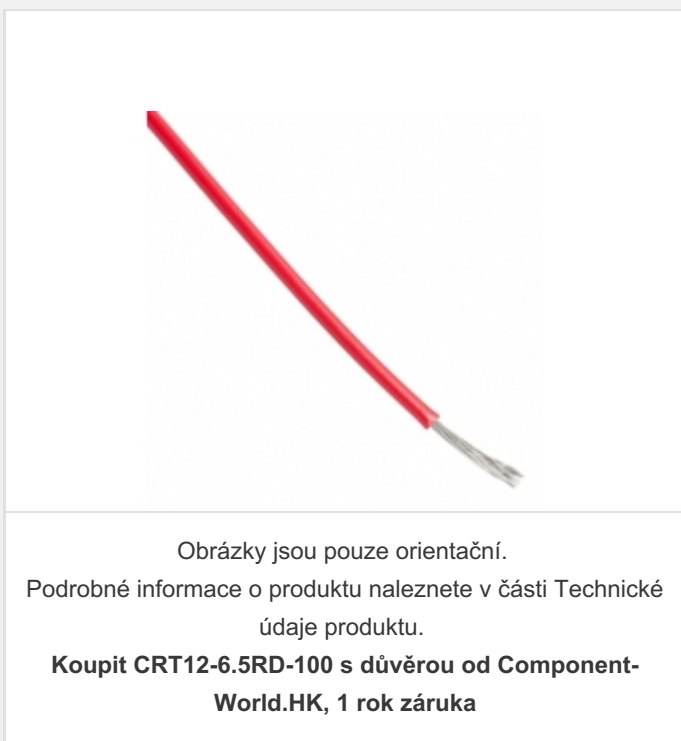 Obrázky jsou pouze orientační.
Podrobné informace o produktu naleznete v části Technické
údaje produktu.
Koupit CRT12-6.5RD-100 s důvěrou od Component-
World.HK, 1 rok záruka